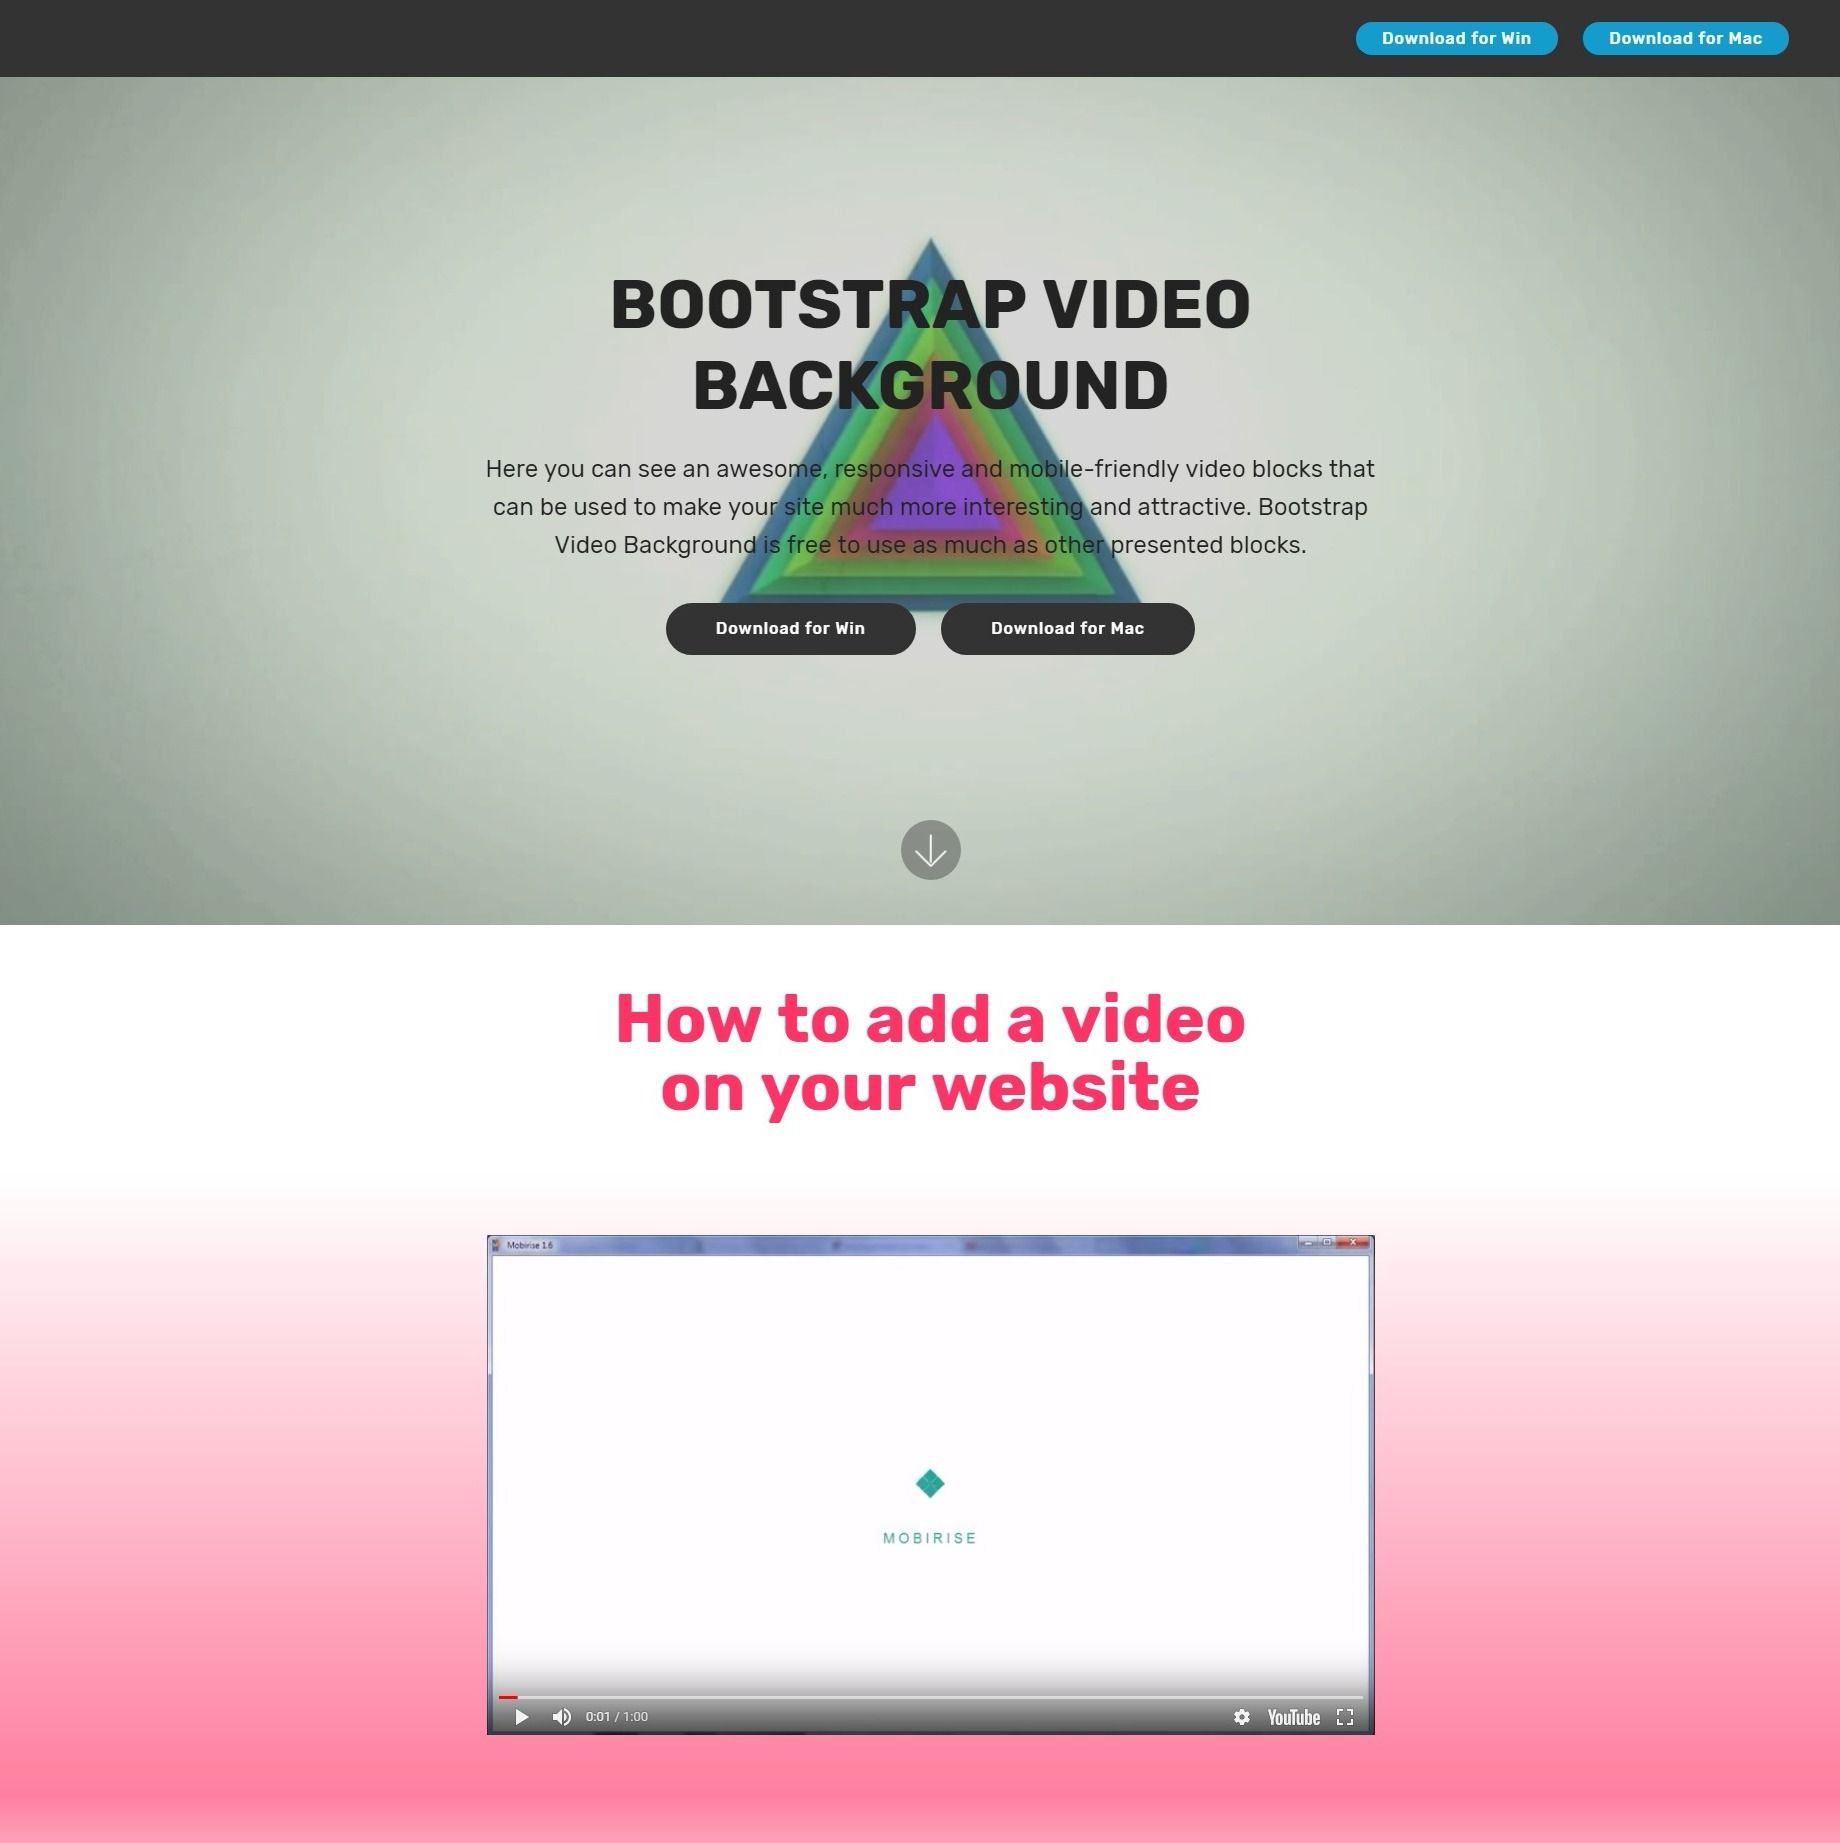 Download for Win
Download for Mac
BOOTSTRAP VIDEO
BACKGROUND
Here you can see an awesome, responsive and mobile-friendly video blocks that
can be used to make your site much more interesting and attractive. Bootstrap
Video Background is free to use as much as other presented blocks.
Download for Win
Download for Mac
How to add a video
on your website
Mobirise 1.6
MOBIRISE
0:01 / 1:00
YouTube